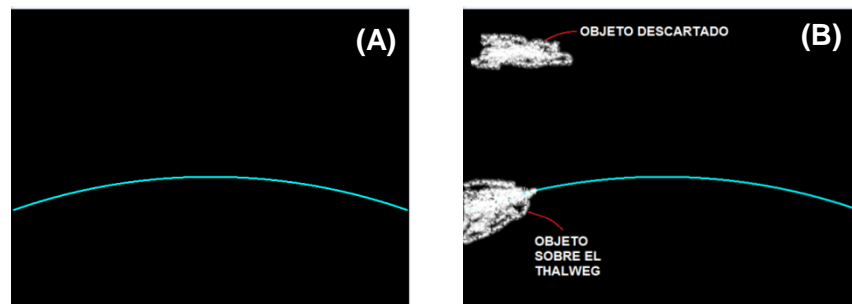 (A)
(B)
OBJETO DESCARTADO
OBJETO
SOBRE EL
THALWEG